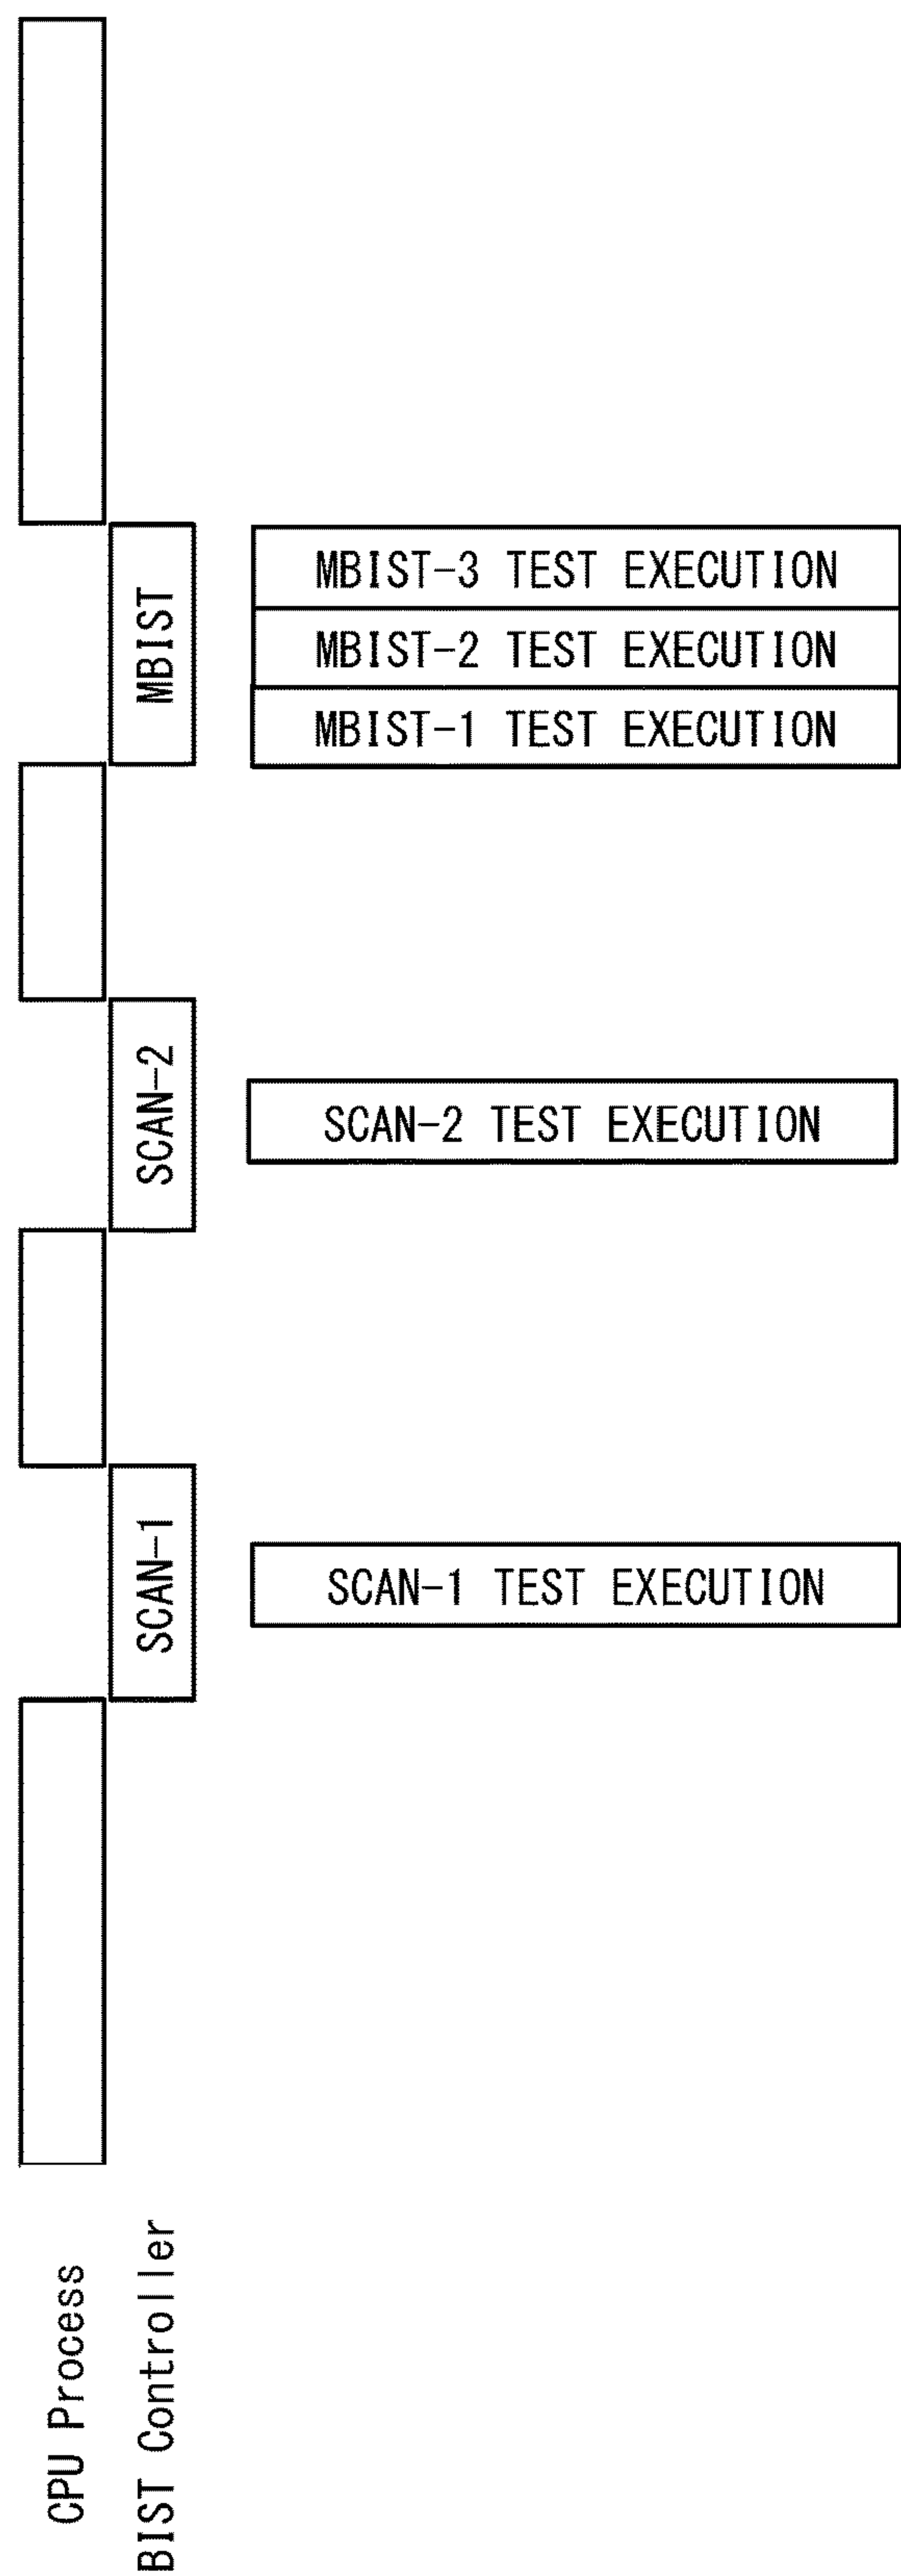 MBIST
MBIST-3 TEST EXECUTION
MBIST-2 TEST EXECUTION
MBIST-1 TEST EXECUTION
SCAN-2
SCAN-2 TEST EXECUTION
SCAN-1
SCAN-1 TEST EXECUTION
CPU Process
BIST Controller